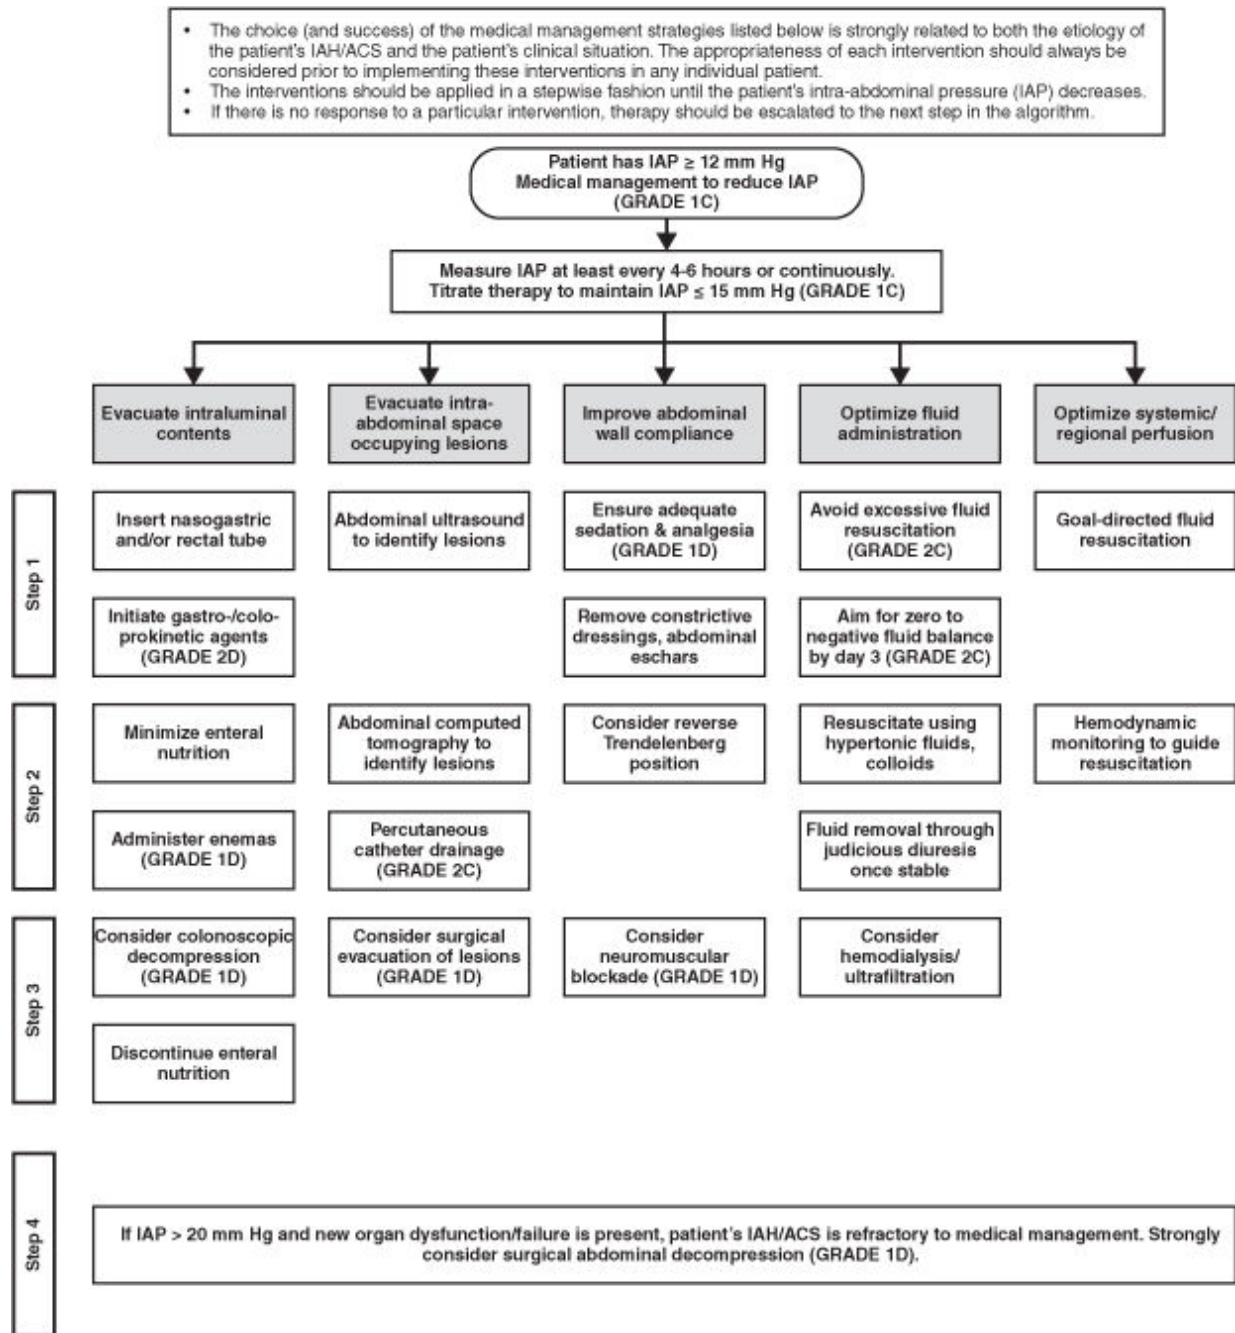 • The choice (and success) of the medical management strategies listed below is strongly related to both the etiology of
the patient's IAH/ACS and the patient's clinical situation. The appropriateness of each intervention should always be
considered prior to implementing these interventions in any individual patient.
• The interventions should be applied in a stepwise fashion until the patient's intra-abdominal pressure (IAP) decreases.
• If there is no response to a particular intervention, therapy should be escalated to the next step in the algorithm.
Patient has IAP ≥ 12 mm Hg
Medical management to reduce IAP
(GRADE 1C)
Measure IAP at least every 4-6 hours or continuously.
Titrate therapy to maintain IAP ≤ 15 mm Hg (GRADE 1C)
Evacuate intraluminal
contents
Evacuate intra-
abdominal space
occupying lesions
Improve abdominal
wall compliance
Optimize fluid
administration
Optimize systemic/
regional perfusion
Step 1
Insert nasogastric
and/or rectal tube
Abdominal ultrasound
to identify lesions
Ensure adequate
sedation & analgesia
(GRADE 1D)
Avoid excessive fluid
resuscitation
(GRADE 2C)
Goal-directed fluid
resuscitation
Initiate gastro-/colo-
prokinetic agents
(GRADE 2D)
Remove constrictive
dressings, abdominal
eschars
Aim for zero to
negative fluid balance
by day 3 (GRADE 2C)
Step 2
Minimize enteral
nutrition
Abdominal computed
tomography to
identify lesions
Consider reverse
Trendelenberg
position
Resuscitate using
hypertonic fluids,
colloids
Hemodynamic
monitoring to guide
resuscitation
Administer enemas
(GRADE 1D)
Percutaneous
catheter drainage
(GRADE 2C)
Fluid removal through
judicious diuresis
once stable
Step 3
Consider colonoscopic
decompression
(GRADE 1D)
Consider surgical
evacuation of lesions
(GRADE 1D)
Consider
neuromuscular
blockade (GRADE 1D)
Consider
hemodialysis/
ultrafiltration
Discontinue enteral
nutrition
Step 4
If IAP > 20 mm Hg and new organ dysfunction/failure is present, patient's IAH/ACS is refractory to medical management. Strongly
consider surgical abdominal decompression (GRADE 1D).